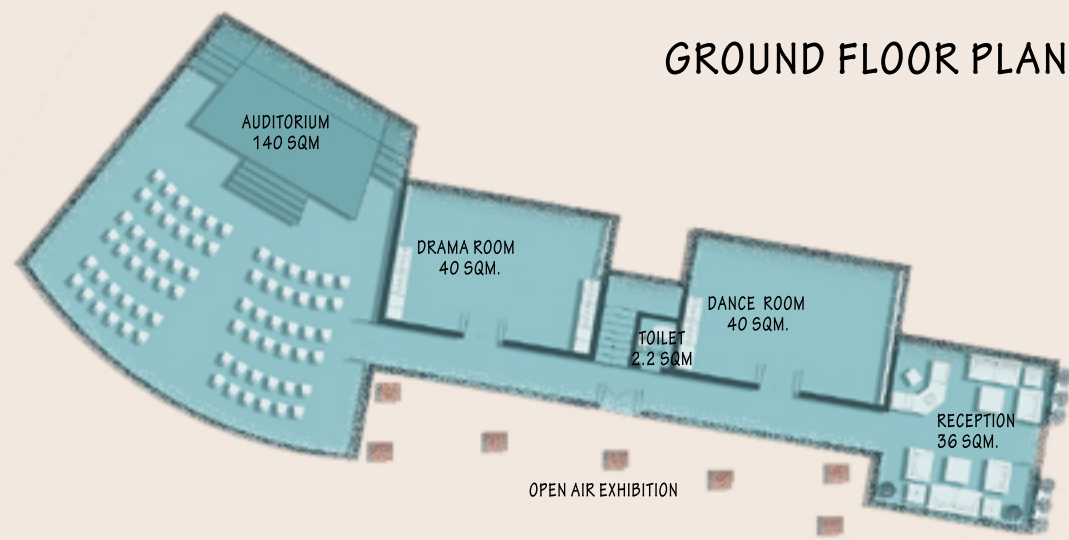 GROUND FLOOR PLAN
AUDITORIUM
140 SQM
DRAMA ROOM
40 SQM.
DANCE ROOM
40 SQM.
TOILET
2.2 SQM
RECEPTION
36 SQM.
OPEN AIR EXHIBITION